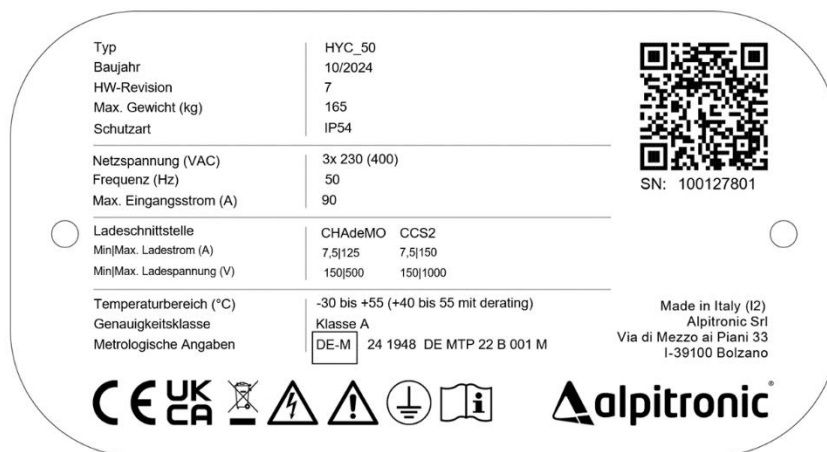 Typ HYC_50
Baujahr 10/2024
HW-Revision 7
Max. Gewicht (kg) 165
Schutzart IP54
SN: 100127801
Netzspannung (VAC) 3x 230 (400)
Frequenz (Hz) 50
Max. Eingangsstrom (A) 90
Ladeschnittstelle CHAdeMO CCS2
Min|Max. Ladestrom (A) 7,5|125 7,5|150
Min|Max. Ladespannung (V) 150|500 150|1000
Temperaturbereich (°C) -30 bis +55 (+40 bis 55 mit derating)
Genauigkeitsklasse Klasse A
Metrologische Angaben DE-M 24 1948 DE MTP 22 B 001 M
Made in Italy (I2)
Alpitronic Srl
Via di Mezzo ai Piani 33
I-39100 Bolzano
CE UK
CA
alpitronic®